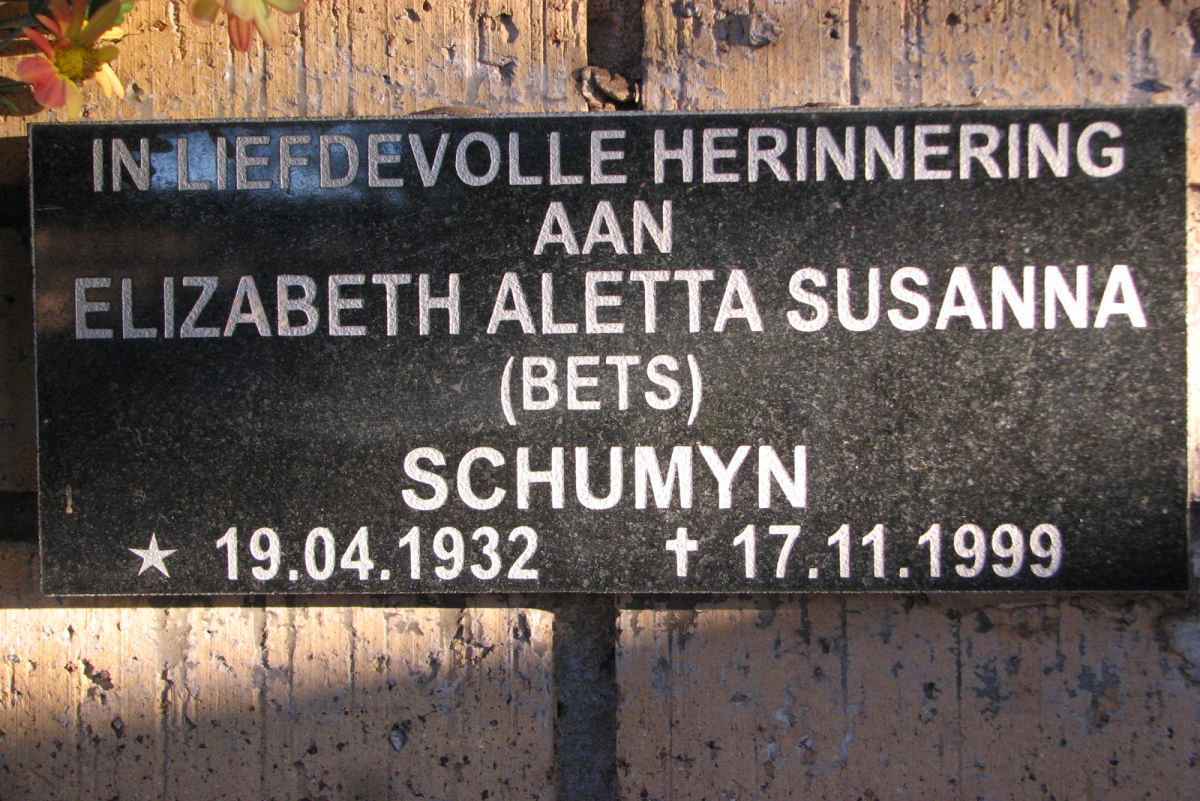 IN LIEFDEVOLLE HERINNERING
AAN
ELIZABETH ALETTA SUSANNA
(BETS)
SCHUMYN
★ 19.04.1932 ✝ 17.11.1999